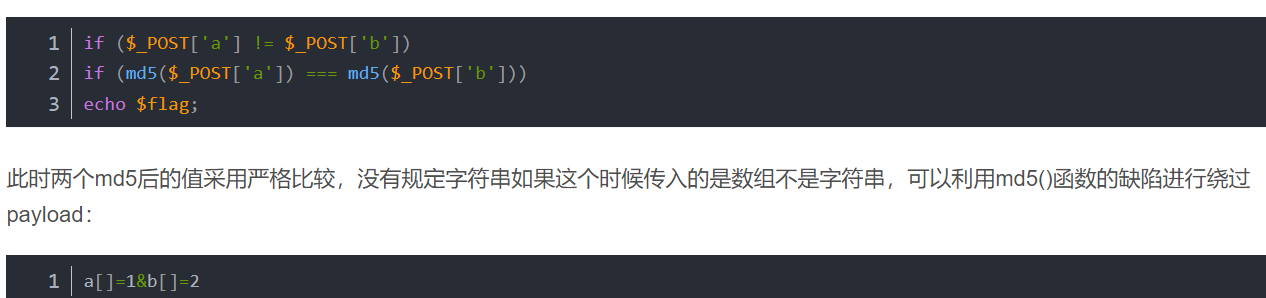 1 if ($_POST['a'] != $_POST['b'])
2 if (md5($_POST['a']) === md5($_POST['b']))
3 echo $flag;
此时两个md5后的值采用严格比较，没有规定字符串如果这个时候传入的是数组不是字符串，可以利用md5()函数的缺陷进行绕过
payload：
1 a[]=1&b[]=2